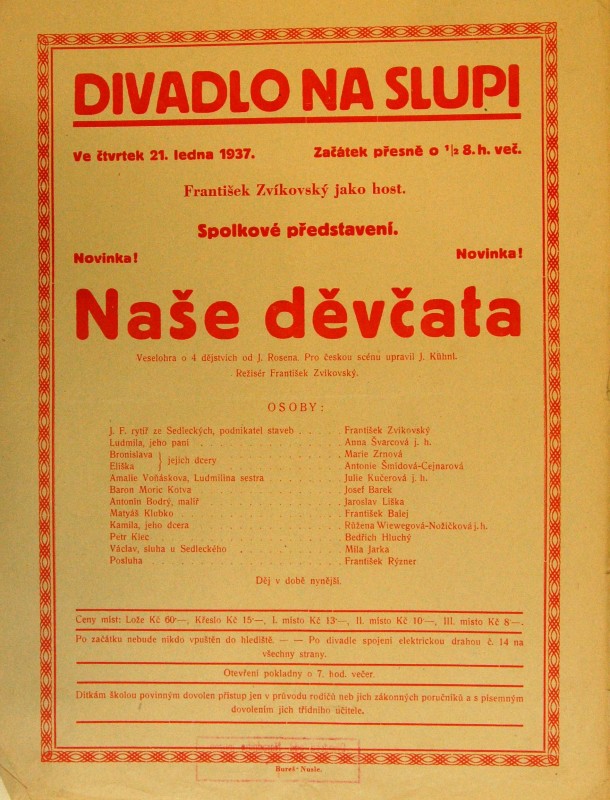 DIVADLO NA SLUPI
Ve čtvrtek 21. ledna 1937. Začátek přesně o 1/2 8. h. več.
František Zvíkovský jako host.
Spolkové představení.
Novinka! Novinka!
Naše děvčata
Veselohra o 4 dějstvích od J. Rosena. Pro českou scénu upravil J. Kühnl.
Režisér František Zvíkovský.
OSOBY:
J. F. rytíř ze Sedleckých, podnikatel staveb . . . František Zvíkovský
Ludmila, jeho paní . . . Anna Švarcová j. h.
Bronislava } jejich dcery . . . Marie Zrnová
Eliška } Antonie Šmídová-Cejnarová
Amalie Voňáskova, Ludmilina sestra . . . Julie Kučerová j. h.
Baron Moric Kotva . . . Josef Barek
Antonín Bodrý, malíř . . . Jaroslav Liška
Matyáš Klubko . . . František Balej
Kamila, jeho dcera . . . Růžena Wiewegová-Nožičková j. h.
Petr Klec . . . Bedřich Hluchý
Václav, sluha u Sedleckého . . . Míla Jarka
Posluha . . . František Rýzner
Děj v době nynější.
Ceny míst: Lože Kč 60·—, Křeslo Kč 15·—, I. místo Kč 13·—, II. místo Kč 10·—, III. místo Kč 8·—.
Po začátku nebude nikdo vpuštěn do hlediště. — — Po divadle spojení elektrickou drahou č. 14 na
všechny strany.
Otevření pokladny o 7. hod. večer.
Dítkám školou povinným dovolen přístup jen v průvodu rodičů neb jich zákonných poručníků a s písemným
dovolením jich třídního učitele.
Bureš-Nusle.